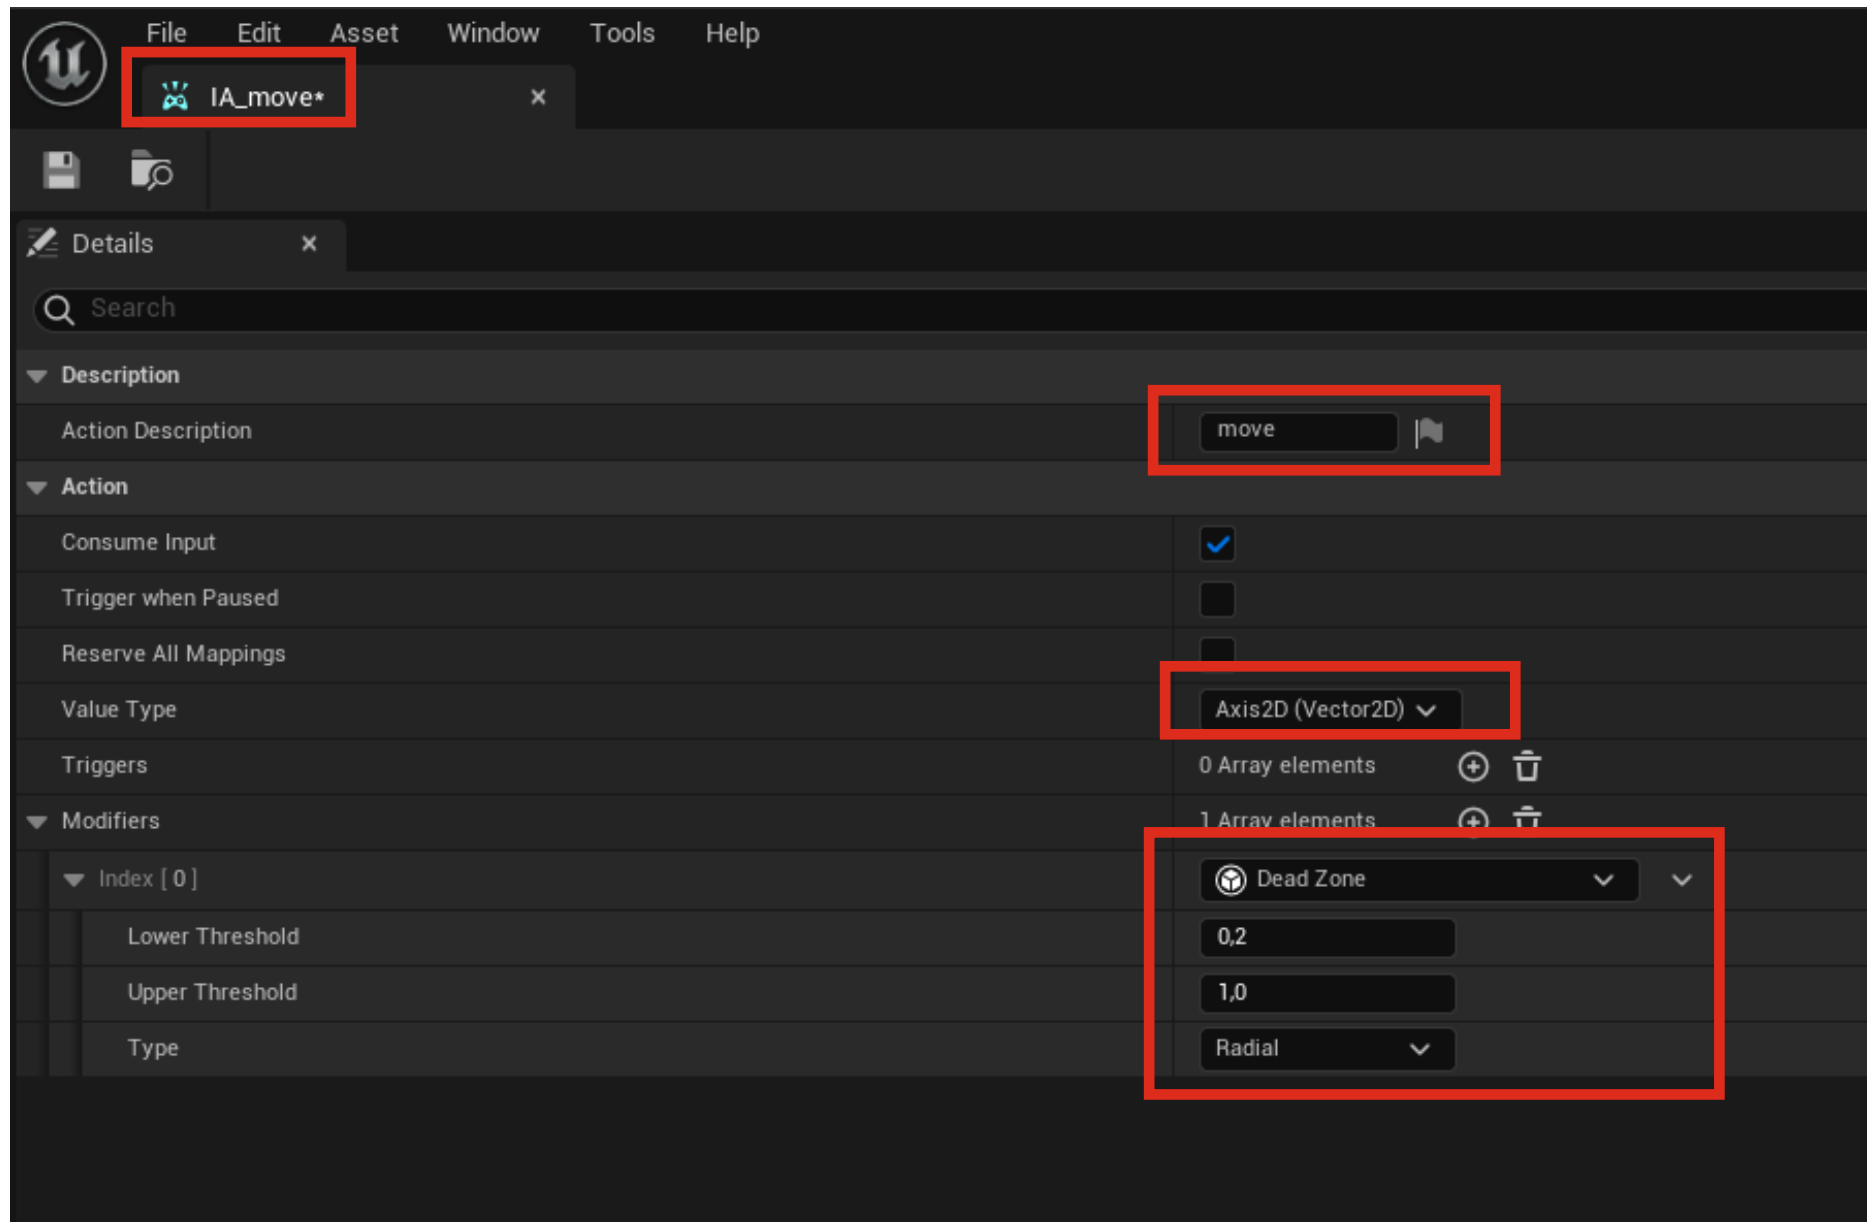 File Edit Asset Window Tools Help
IA_move*
Details
Search
Description
Action Description move
Action
Consume Input
Trigger when Paused
Reserve All Mappings
Value Type Axis2D (Vector2D)
Triggers 0 Array elements
Modifiers 1 Array elements
Index [ 0 ] Dead Zone
Lower Threshold 0,2
Upper Threshold 1,0
Type Radial